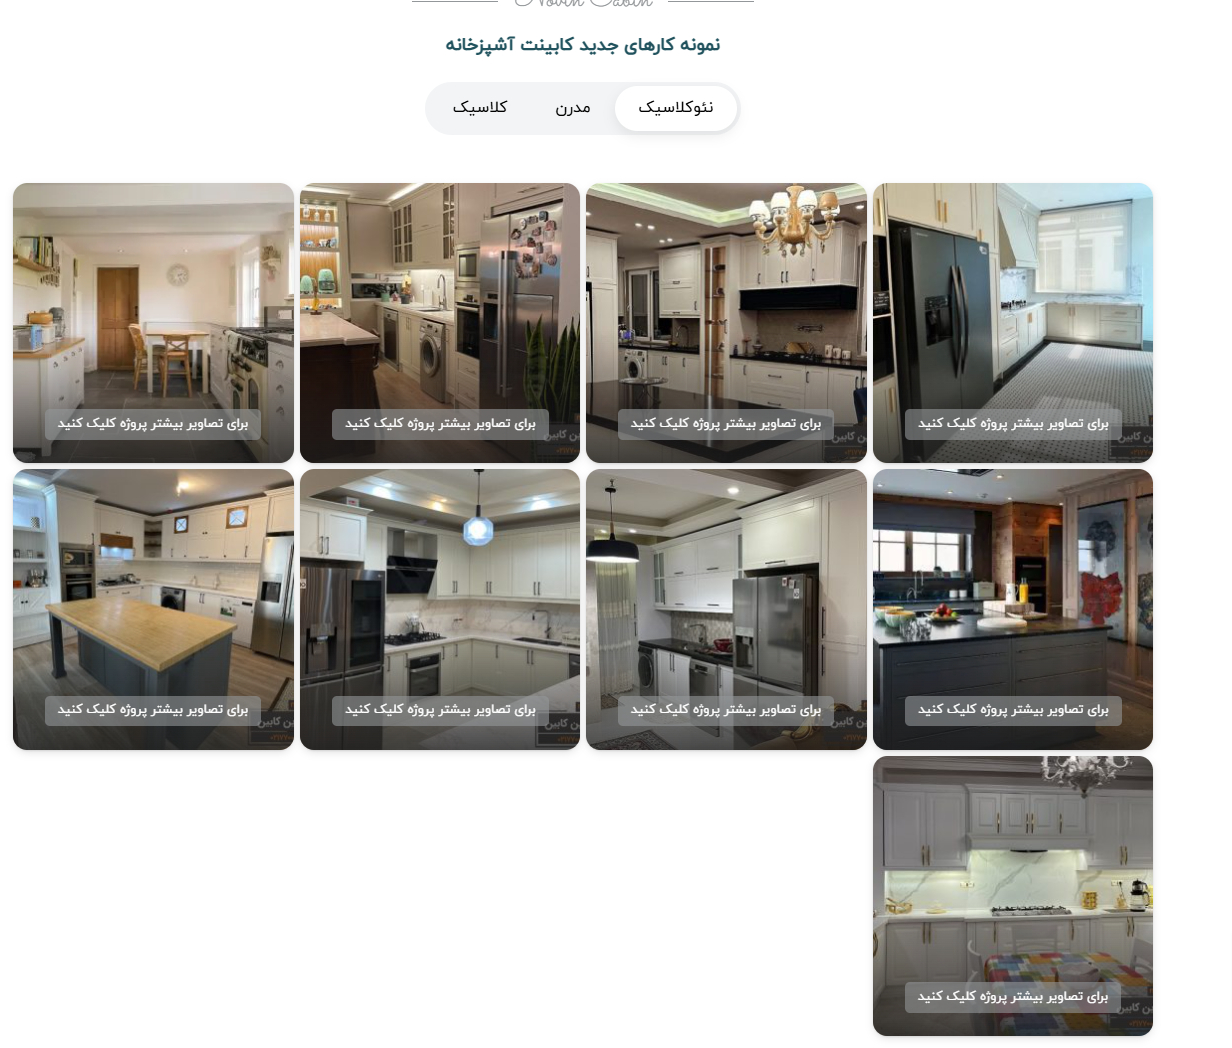 Novin Cabin
نمونه کارهای جدید کابینت آشپزخانه
نئوکلاسیک
مدرن
کلاسیک
برای تصاویر بیشتر پروژه کلیک کنید
برای تصاویر بیشتر پروژه کلیک کنید
برای تصاویر بیشتر پروژه کلیک کنید
برای تصاویر بیشتر پروژه کلیک کنید
برای تصاویر بیشتر پروژه کلیک کنید
برای تصاویر بیشتر پروژه کلیک کنید
برای تصاویر بیشتر پروژه کلیک کنید
برای تصاویر بیشتر پروژه کلیک کنید
برای تصاویر بیشتر پروژه کلیک کنید